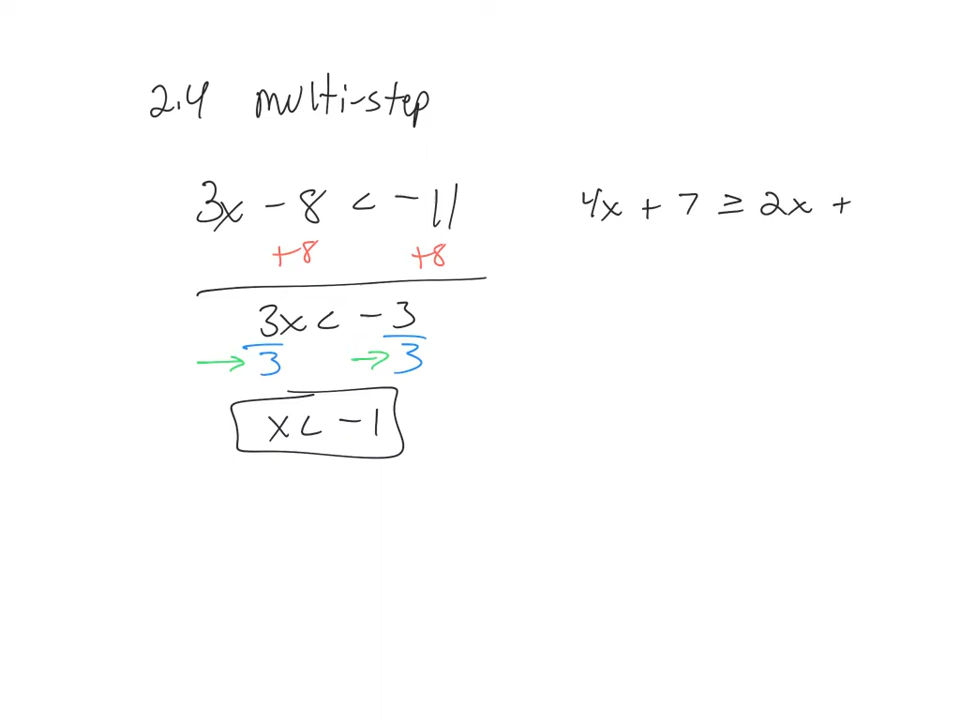 2.4 multi-step
3x - 8 < -11
+8 +8
3x < -3
→ 3 → 3
x < -1
4x + 7 ≥ 2x +